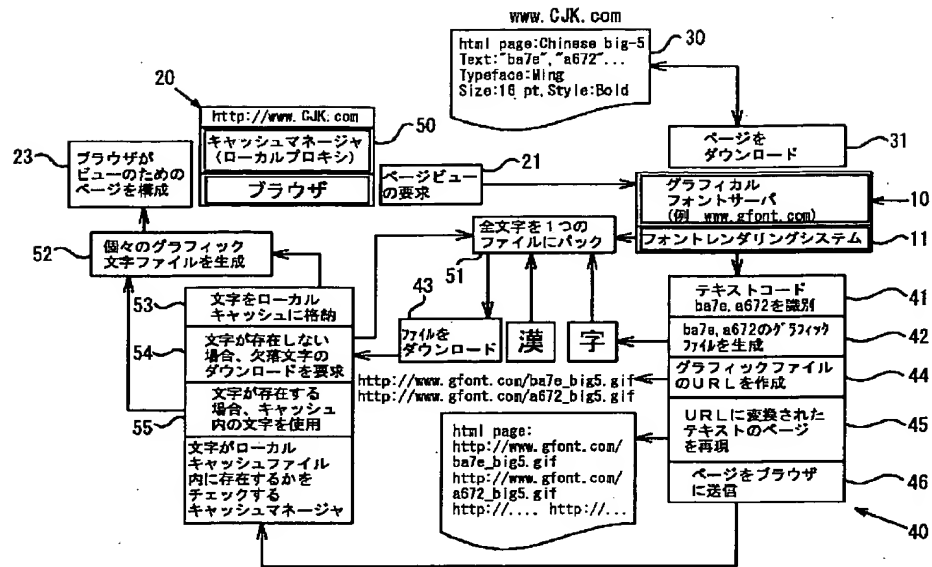 www.CJK.com
html page:Chinese big-5
Text:"ba7e","a672"...
Typeface:Ming
Size:16 pt,Style:Bold
30
20
http://www.CJK.com
キャッシュマネージャ
(ローカルプロキシ)
ブラウザ
50
23
ブラウザが
ビューのための
ページを構成
21
ページビュー
の要求
ページを
ダウンロード
31
グラフィカル
フォントサーバ
(例 www.gfont.com)
10
フォントレンダリングシステム
11
全文字を1つの
ファイルにパック
51
52
個々のグラフィック
文字ファイルを生成
53
文字をローカル
キャッシュに格納
54
文字が存在しない
場合、欠落文字の
ダウンロードを要求
55
文字が存在する
場合、キャッシュ
内の文字を使用
文字がローカル
キャッシュファイル
内に存在するかを
チェックする
キャッシュマネージャ
43
ファイルを
ダウンロード
漢
字
テキストコード
ba7e,a672を識別
41
ba7e,a672のグラフィック
ファイルを生成
42
グラフィックファイル
のURLを作成
44
http://www.gfont.com/ba7e_big5.gif
http://www.gfont.com/a672_big5.gif
URLに変換された
テキストのページ
を再現
45
html page:
http://www.gfont.com/
ba7e_big5.gif
http://www.gfont.com/
a672_big5.gif
http://.... http://...
ページをブラウザ
に送信
46
40